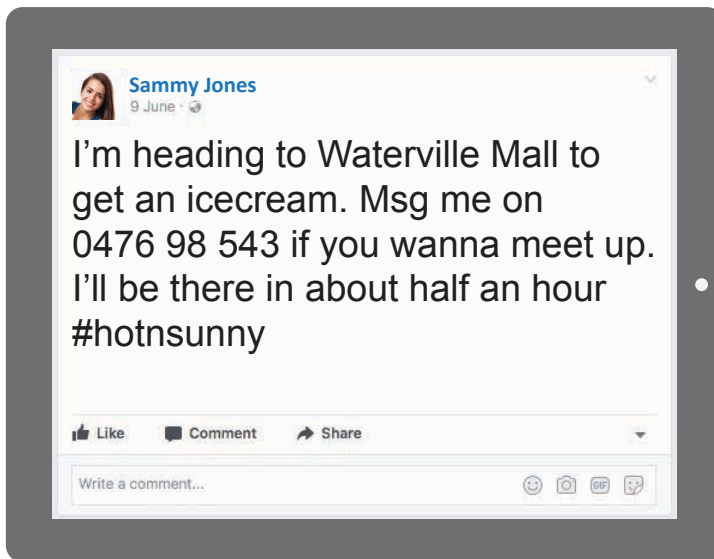 Sammy Jones
9 June ·
I’m heading to Waterville Mall to
get an icecream. Msg me on
0476 98 543 if you wanna meet up.
I’ll be there in about half an hour
#hotnsunny
Like Comment Share
Write a comment... GIF